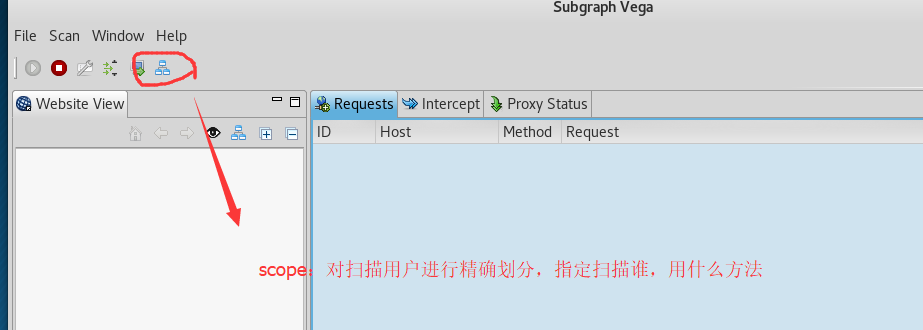 Subgraph Vega
File Scan Window Help
Website View
Requests Intercept Proxy Status
ID Host Method Request
scope：对扫描用户进行精确划分，指定扫描谁，用什么方法